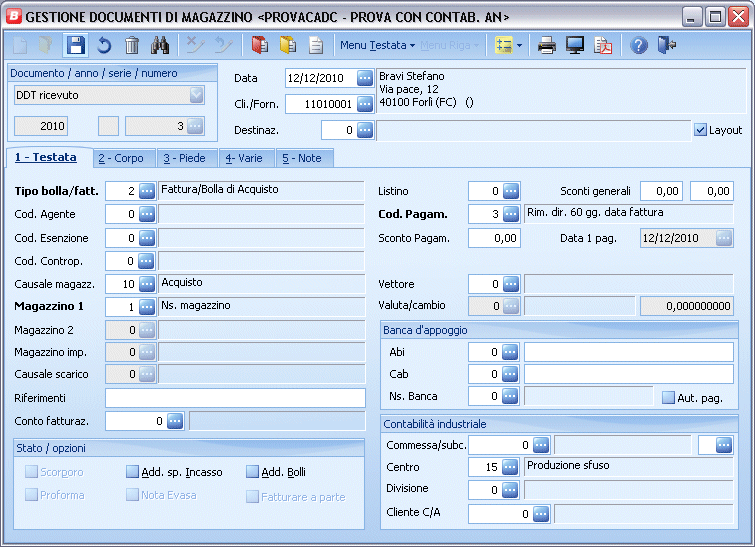 B GESTIONE DOCUMENTI DI MAGAZZINO <PROVACADC - PROVA CON CONTAB. AN>
Menu Testata Menu Riga
Documento / anno / serie / numero
DDT ricevuto
2010 3
Data 12/12/2010
Cli./Forn. 11010001
Destinaz. 0
Bravi Stefano
Via pace, 12
40100 Forlì (FC) ()
Layout
1 - Testata 2 - Corpo 3 - Piede 4- Varie 5 - Note
Tipo bolla/fatt. 2 Fattura/Bolla di Acquisto
Cod. Agente 0
Cod. Esenzione 0
Cod. Controp. 0
Causale magazz. 10 Acquisto
Magazzino 1 1 Ns. magazzino
Magazzino 2 0
Magazzino imp. 0
Causale scarico 0
Riferimenti
Conto fatturaz. 0
Stato / opzioni
Scorporo Add. sp. Incasso Add. Bolli
Proforma Nota Evasa Fatturare a parte
Listino 0 Sconti generali 0,00 0,00
Cod. Pagam. 3 Rim. dir. 60 gg. data fattura
Sconto Pagam. 0,00 Data 1 pag. 12/12/2010
Vettore 0
Valuta/cambio 0 0,000000000
Banca d'appoggio
Abi 0
Cab 0
Ns. Banca 0 Aut. pag.
Contabilità industriale
Commessa/subc. 0
Centro 15 Produzione sfuso
Divisione 0
Cliente C/A 0